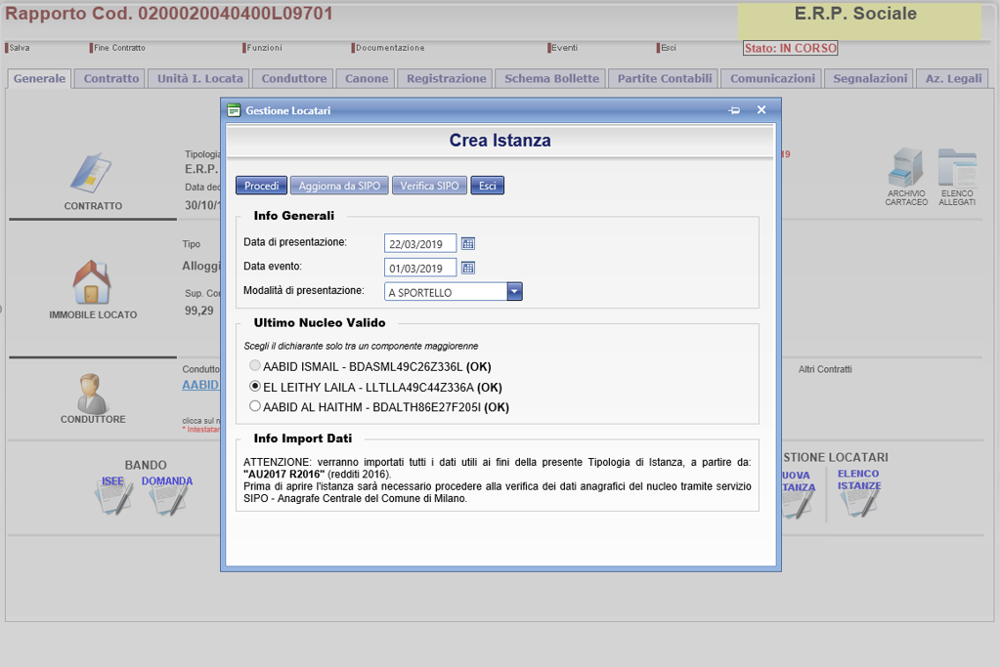 Rapporto Cod. 0200020040400L09701
E.R.P. Sociale
Salva Fine Contratto Funzioni Documentazione Eventi Esci Stato: IN CORSO
Generale Contratto Unità I. Locata Conduttore Canone Registrazione Schema Bollette Partite Contabili Comunicazioni Segnalazioni Az. Legali
Gestione Locatari
Crea Istanza
Procedi Aggiorna da SIPO Verifica SIPO Esci
Info Generali
Data di presentazione: 22/03/2019
Data evento: 01/03/2019
Modalità di presentazione: A SPORTELLO
Ultimo Nucleo Valido
Scegli il dichiarante solo tra un componente maggiorenne
AABID ISMAIL - BDASML49C26Z336L (OK)
EL LEITHY LAILA - LLTLLA49C44Z336A (OK)
AABID AL HAITHM - BDALTH86E27F205I (OK)
Info Import Dati
ATTENZIONE: verranno importati tutti i dati utili ai fini della presente Tipologia di Istanza, a partire da:
"AU2017 R2016" (redditi 2016).
Prima di aprire l'istanza sarà necessario procedere alla verifica dei dati anagrafici del nucleo tramite servizio
SIPO - Anagrafe Centrale del Comune di Milano.
Tipologia
E.R.P.
Data dec
30/10/1
CONTRATTO
19
ARCHIVIO
CARTACEO
ELENCO
ALLEGATI
Tipo
Alloggi
Sup. Con
99,29
IMMOBILE LOCATO
Condutto
AABID
CONDUTTORE
clicca sul n
* Intestatar
Altri Contratti
BANDO
ISEE DOMANDA
STIONE LOCATARI
UOVA
TANZA
ELENCO
ISTANZE